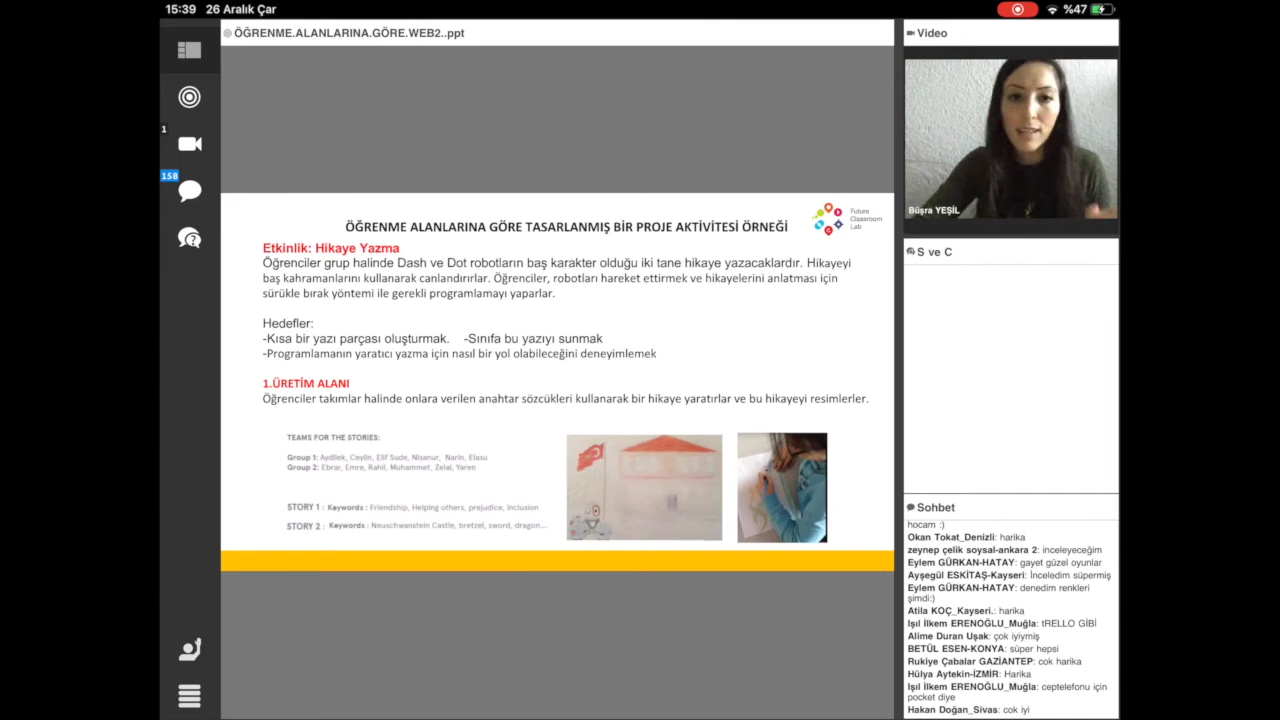 15:39 26 Aralık Çar
%47
ÖĞRENME.ALANLARINA.GÖRE.WEB2..ppt
Video
1
158
Büşra YEŞİL
Future
Classroom
Lab
ÖĞRENME ALANLARINA GÖRE TASARLANMIŞ BİR PROJE AKTİVİTESİ ÖRNEĞİ
Etkinlik: Hikaye Yazma
Öğrenciler grup halinde Dash ve Dot robotların baş karakter olduğu iki tane hikaye yazacaklardır. Hikayeyi
baş kahramanlarını kullanarak canlandırırlar. Öğrenciler, robotları hareket ettirmek ve hikayelerini anlatması için
sürükle bırak yöntemi ile gerekli programlamayı yaparlar.
Hedefler:
-Kısa bir yazı parçası oluşturmak. -Sınıfa bu yazıyı sunmak
-Programlamanın yaratıcı yazma için nasıl bir yol olabileceğini deneyimlemek
1.ÜRETİM ALANI
Öğrenciler takımlar halinde onlara verilen anahtar sözcükleri kullanarak bir hikaye yaratırlar ve bu hikayeyi resimlerler.
TEAMS FOR THE STORIES:
Group 1: Aydilek, Ceylin, Elif Sude, Nisanur, Narin, Elasu
Group 2: Ebrar, Emre, Rahil, Muhammet, Zelal, Yaren
STORY 1 : Keywords : Friendship, Helping others, prejudice, inclusion
STORY 2 : Keywords : Neuschwanstein Castle, bretzel, sword, dragon...
S ve C
Sohbet
hocam :)
Okan Tokat_Denizli: harika
zeynep çelik soysal-ankara 2: inceleyeceğim
Eylem GÜRKAN-HATAY: gayet güzel oyunlar
Ayşegül ESKİTAŞ-Kayseri: İnceledim süpermiş
Eylem GÜRKAN-HATAY: denedim renkleri
şimdi:)
Atila KOÇ_Kayseri.: harika
Işıl İlkem ERENOĞLU_Muğla: tRELLO GİBİ
Alime Duran Uşak: çok iyiymiş
BETÜL ESEN-KONYA: süper hepsi
Rukiye Çabalar GAZİANTEP: cok harika
Hülya Aytekin-İZMİR: Harika
Işıl İlkem ERENOĞLU_Muğla: ceptelefonu için
pocket diye
Hakan Doğan_Sivas: cok iyi